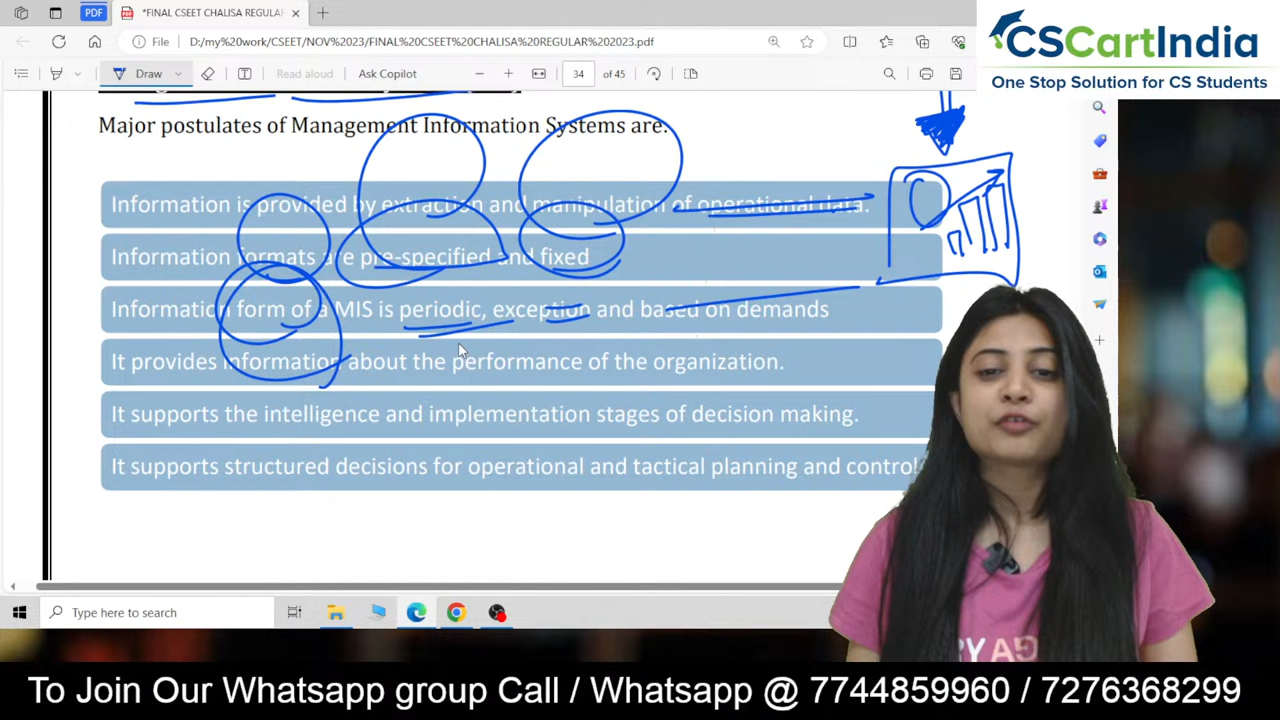 *FINAL CSEET CHALISA REGULAR
File
D:/my%20work/CSEET/NOV%2023/FINAL%20CSEET%20CHALISA%20REGULAR%202023.pdf
Draw
Read aloud
Ask Copilot
34
of 45
CSCartIndia
One Stop Solution for CS Students
Major postulates of Management Information Systems are:
Information is provided by extraction and manipulation of operational data.
Information formats are pre-specified and fixed
Information form of a MIS is periodic, exception and based on demands
It provides information about the performance of the organization.
It supports the intelligence and implementation stages of decision making.
It supports structured decisions for operational and tactical planning and control
Type here to search
To Join Our Whatsapp group Call / Whatsapp @ 7744859960 / 7276368299